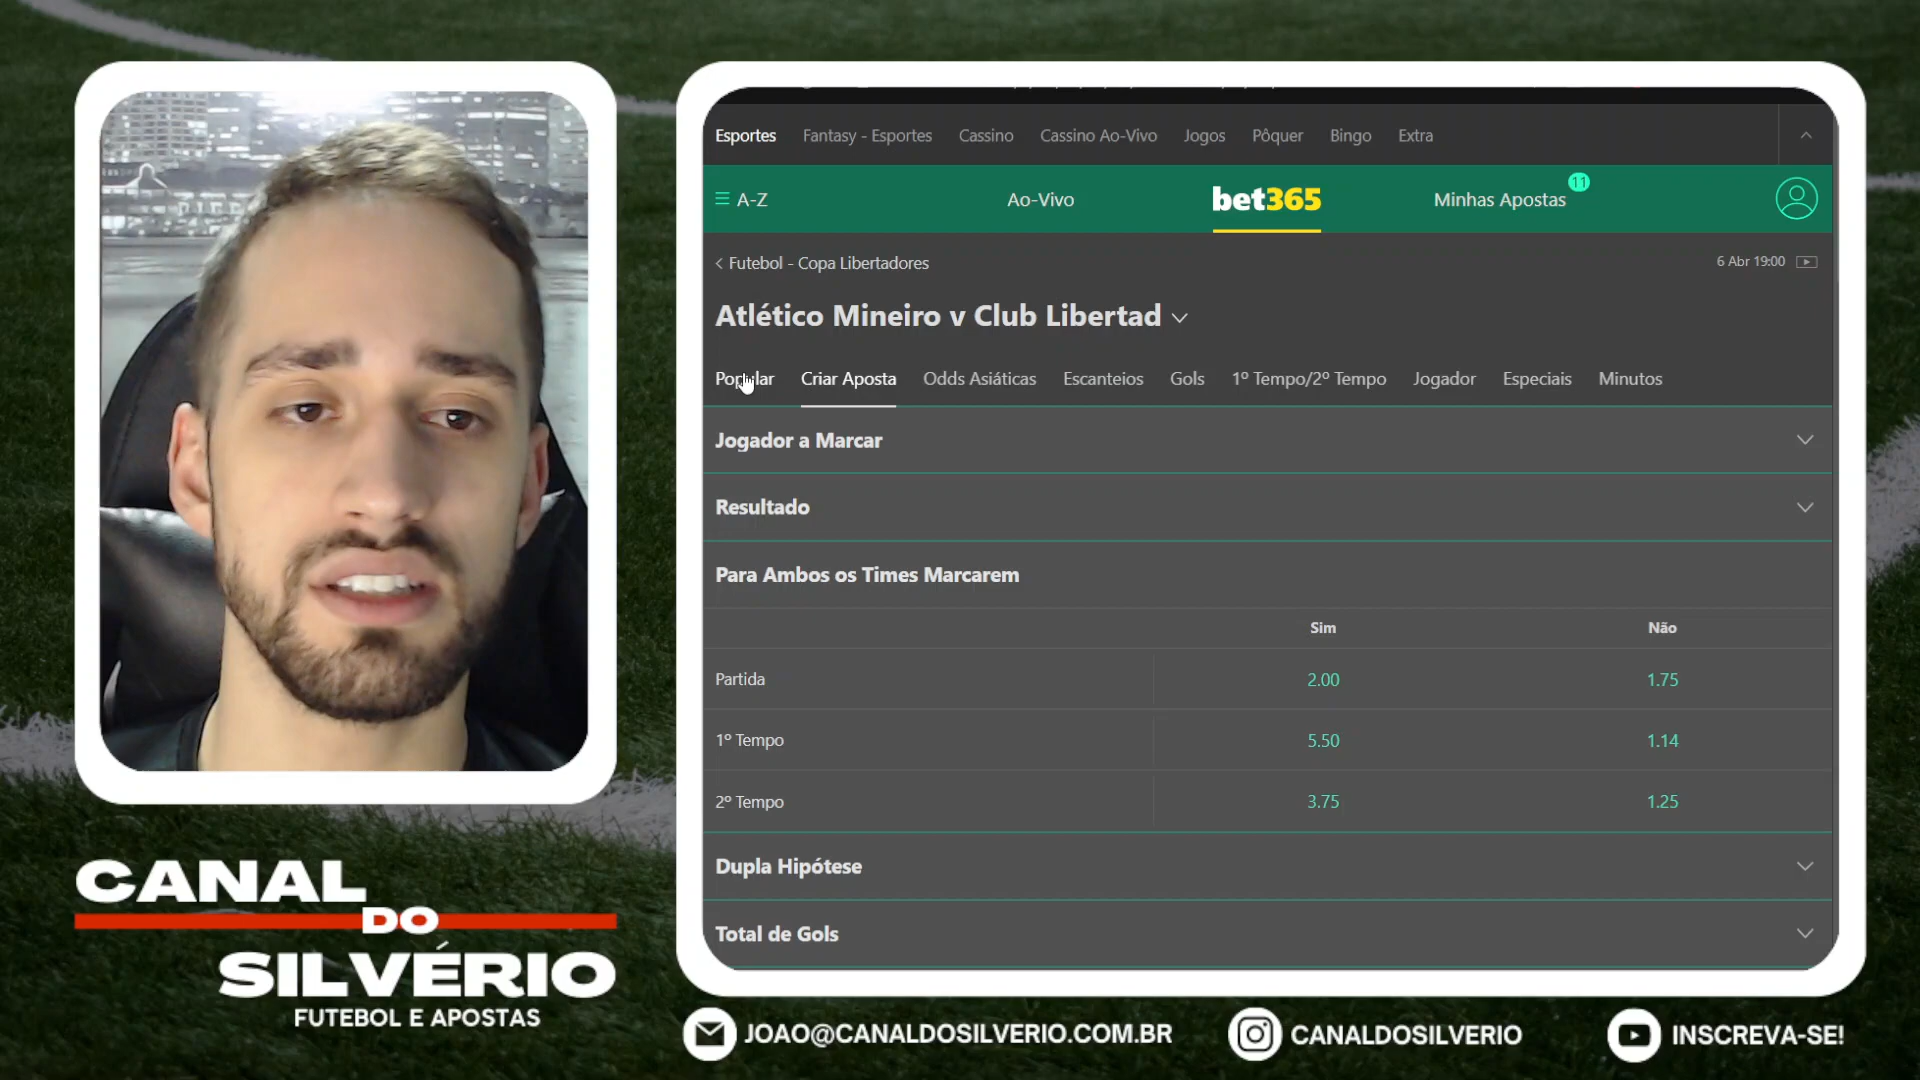 Esportes Fantasy - Esportes Cassino Cassino Ao-Vivo Jogos Pôquer Bingo Extra
A-Z Ao-Vivo bet365 Minhas Apostas 11
< Futebol - Copa Libertadores 6 Abr 19:00
Atlético Mineiro v Club Libertad
Popular Criar Aposta Odds Asiáticas Escanteios Gols 1º Tempo/2º Tempo Jogador Especiais Minutos
Jogador a Marcar
Resultado
Para Ambos os Times Marcarem
Sim Não
Partida 2.00 1.75
1º Tempo 5.50 1.14
2º Tempo 3.75 1.25
Dupla Hipótese
Total de Gols
CANAL
DO
SILVÉRIO
FUTEBOL E APOSTAS
JOAO@CANALDOSILVERIO.COM.BR CANALDOSILVERIO INSCREVA-SE!